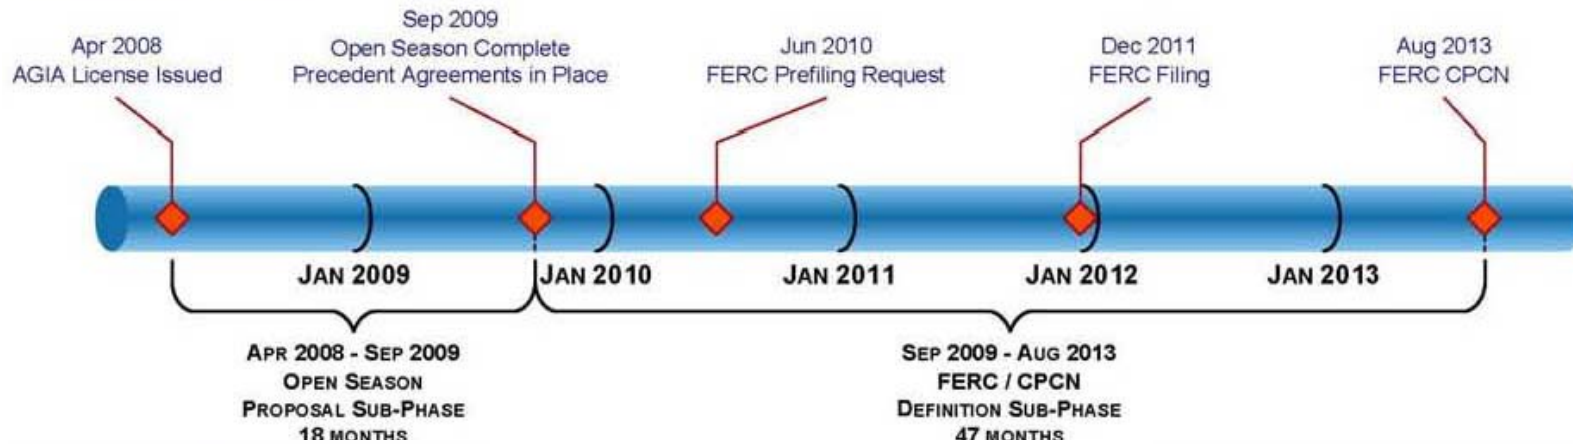 Apr 2008
AGIA License Issued
Sep 2009
Open Season Complete
Precedent Agreements in Place
Jun 2010
FERC Prefiling Request
Dec 2011
FERC Filing
Aug 2013
FERC CPCN
JAN 2009
JAN 2010
JAN 2011
JAN 2012
JAN 2013
APR 2008 - SEP 2009
OPEN SEASON
PROPOSAL SUB-PHASE
18 MONTHS
SEP 2009 - AUG 2013
FERC / CPCN
DEFINITION SUB-PHASE
47 MONTHS